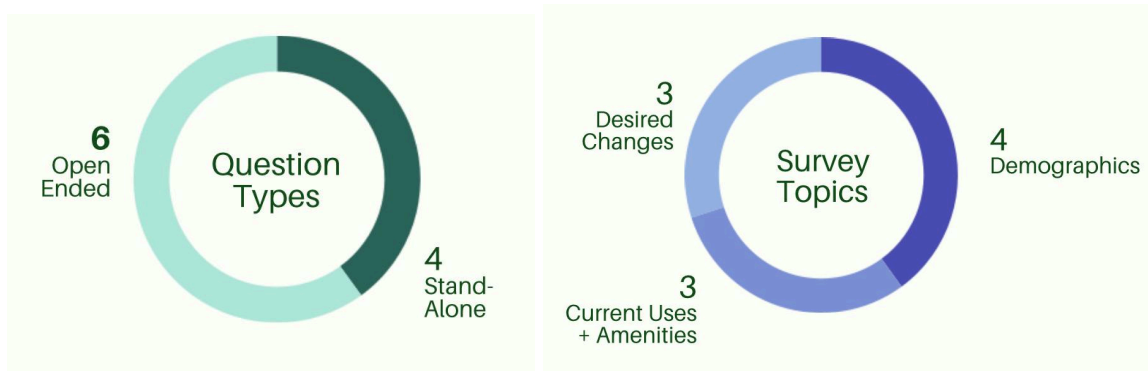 6
Open
Ended
Question
Types
4
Stand-
Alone
3
Desired
Changes
Survey
Topics
4
Demographics
3
Current Uses
+ Amenities